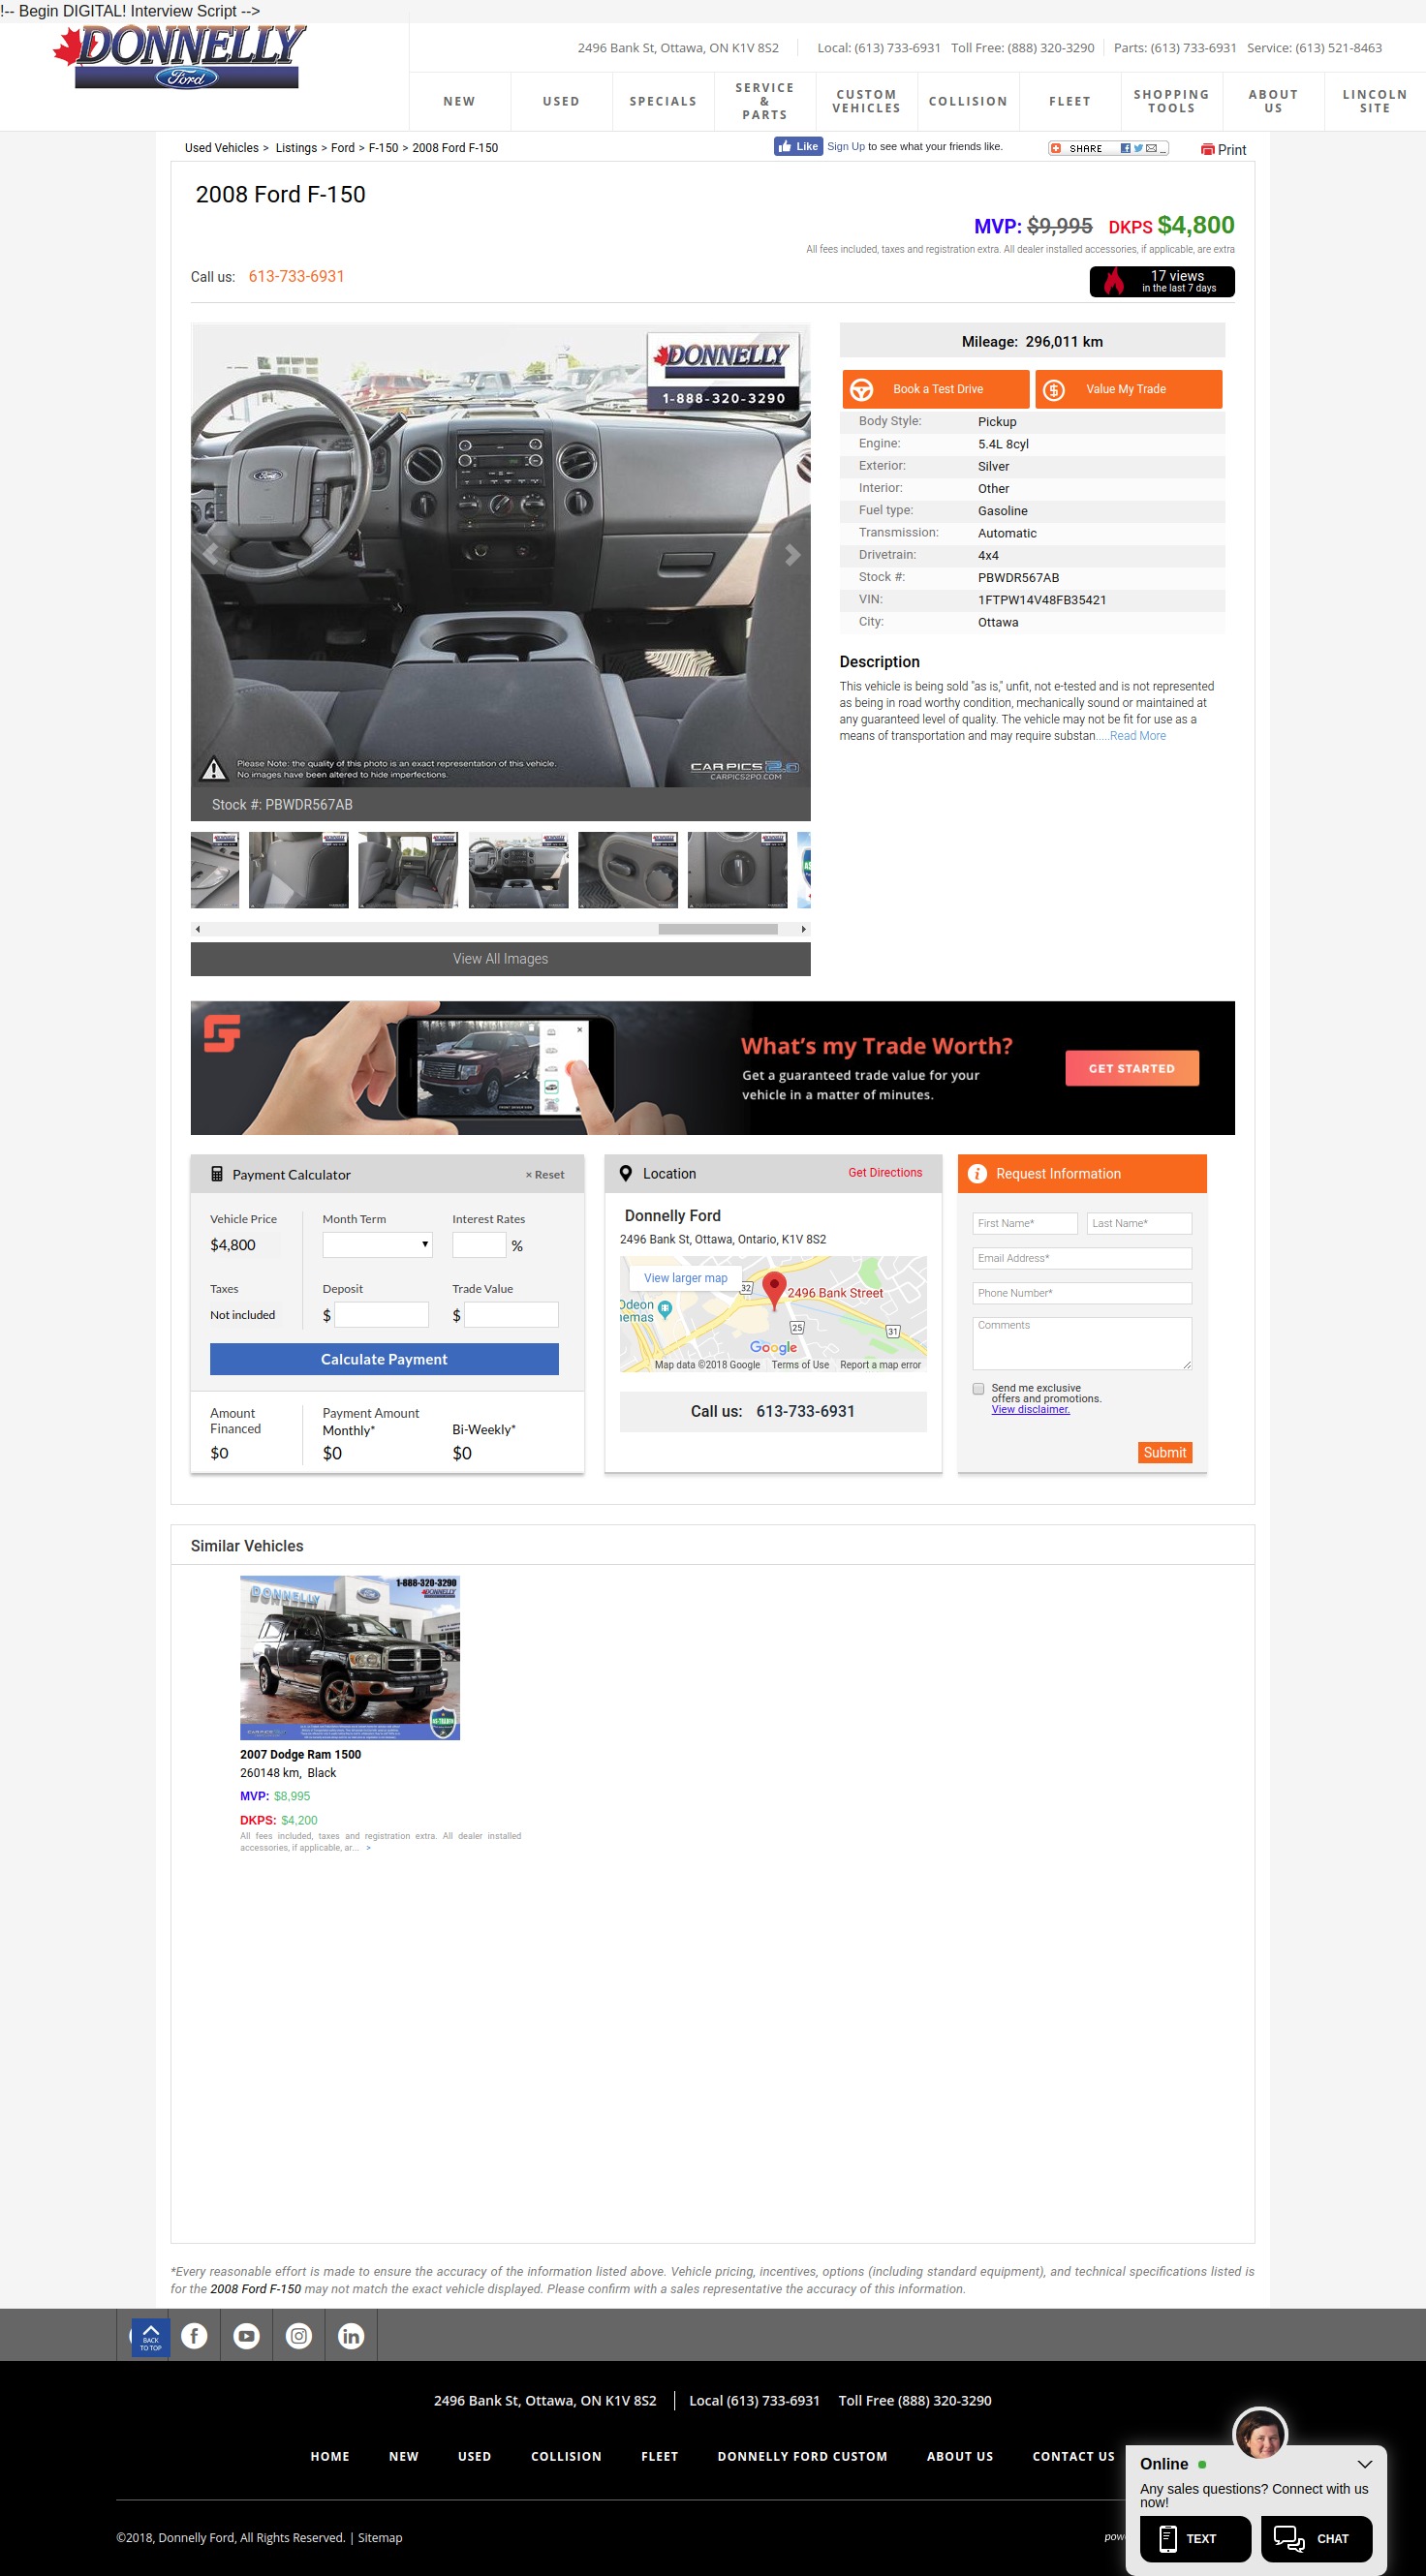 !-- Begin DIGITAL! Interview Script -->
DONNELLY
Ford
2496 Bank St, Ottawa, ON K1V 8S2
Local: (613) 733-6931 Toll Free: (888) 320-3290
Parts: (613) 733-6931 Service: (613) 521-8463
NEW
USED
SPECIALS
SERVICE
&
PARTS
CUSTOM
VEHICLES
COLLISION
FLEET
SHOPPING
TOOLS
ABOUT
US
LINCOLN
SITE
Used Vehicles > Listings > Ford > F-150 > 2008 Ford F-150
Like
Sign Up to see what your friends like.
SHARE
Print
2008 Ford F-150
MVP: $9,995 DKPS $4,800
All fees included, taxes and registration extra. All dealer installed accessories, if applicable, are extra
Call us: 613-733-6931
17 views
in the last 7 days
DONNELLY
1-888-320-3290
Please Note: the quality of this photo is an exact representation of this vehicle.
No images have been altered to hide imperfections.
CARPICS2.0
CARPICS2PO.COM
Stock #: PBWDR567AB
View All Images
Mileage: 296,011 km
Book a Test Drive
Value My Trade
Body Style: Pickup
Engine: 5.4L 8cyl
Exterior: Silver
Interior: Other
Fuel type: Gasoline
Transmission: Automatic
Drivetrain: 4x4
Stock #: PBWDR567AB
VIN: 1FTPW14V48FB35421
City: Ottawa
Description
This vehicle is being sold "as is," unfit, not e-tested and is not represented
as being in road worthy condition, mechanically sound or maintained at
any guaranteed level of quality. The vehicle may not be fit for use as a
means of transportation and may require substan.....Read More
What's my Trade Worth?
Get a guaranteed trade value for your
vehicle in a matter of minutes.
GET STARTED
Payment Calculator
× Reset
Vehicle Price
$4,800
Month Term
Interest Rates
%
Taxes
Not included
Deposit
$
Trade Value
$
Calculate Payment
Amount
Financed
$0
Payment Amount
Monthly*
$0
Bi-Weekly*
$0
Location
Get Directions
Donnelly Ford
2496 Bank St, Ottawa, Ontario, K1V 8S2
View larger map
32
2496 Bank Street
Odeon
nemas
25
31
Google
Map data ©2018 Google Terms of Use Report a map error
Call us: 613-733-6931
Request Information
First Name*
Last Name*
Email Address*
Phone Number*
Comments
Send me exclusive
offers and promotions.
View disclaimer.
Submit
Similar Vehicles
DONNELLY
1-888-320-3290
DONNELLY
2007 Dodge Ram 1500
260148 km, Black
MVP: $8,995
DKPS: $4,200
All fees included, taxes and registration extra. All dealer installed
accessories, if applicable, ar... >
*Every reasonable effort is made to ensure the accuracy of the information listed above. Vehicle pricing, incentives, options (including standard equipment), and technical specifications listed is
for the 2008 Ford F-150 may not match the exact vehicle displayed. Please confirm with a sales representative the accuracy of this information.
BACK
TO TOP
2496 Bank St, Ottawa, ON K1V 8S2
Local (613) 733-6931 Toll Free (888) 320-3290
HOME
NEW
USED
COLLISION
FLEET
DONNELLY FORD CUSTOM
ABOUT US
CONTACT US
©2018, Donnelly Ford, All Rights Reserved. | Sitemap
Online
Any sales questions? Connect with us
now!
TEXT
CHAT